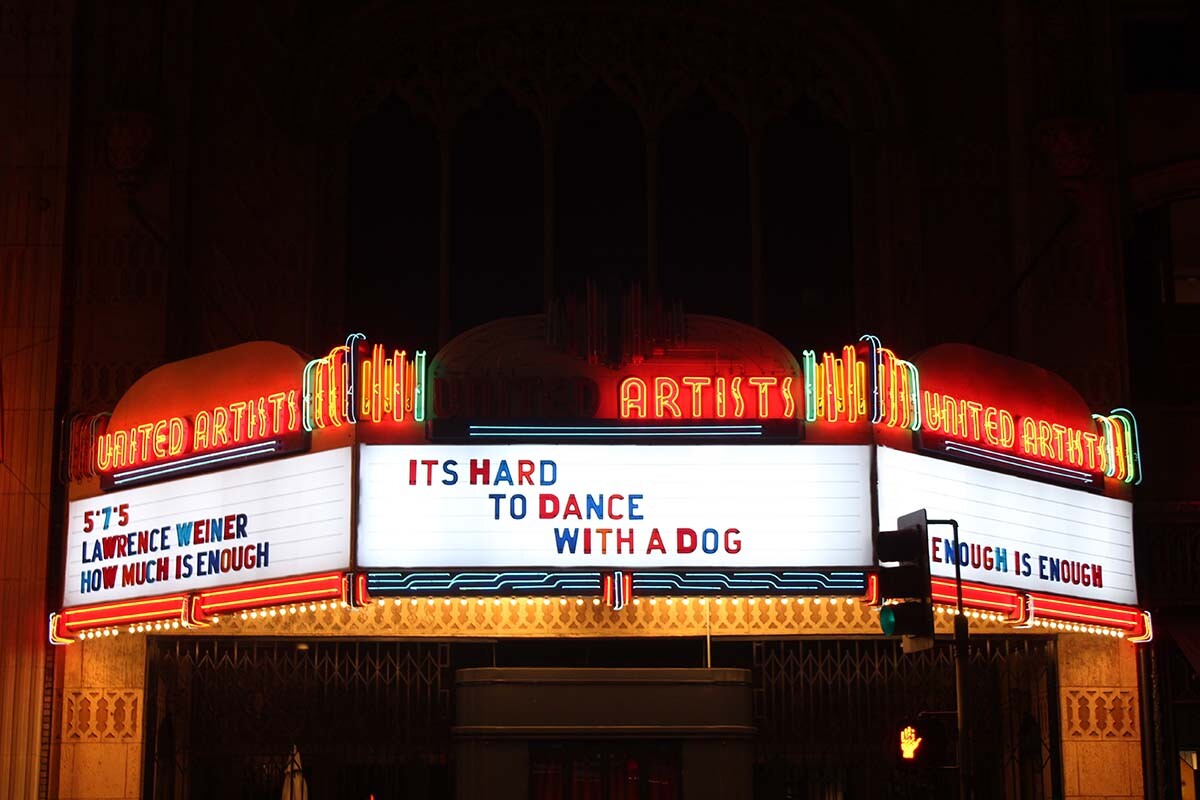 UNITED ARTISTS
5·7·5
LAWRENCE WEINER
HOW MUCH IS ENOUGH
UNITED ARTISTS
ITS HARD
TO DANCE
WITH A DOG
UNITED ARTISTS
ENOUGH IS ENOUGH